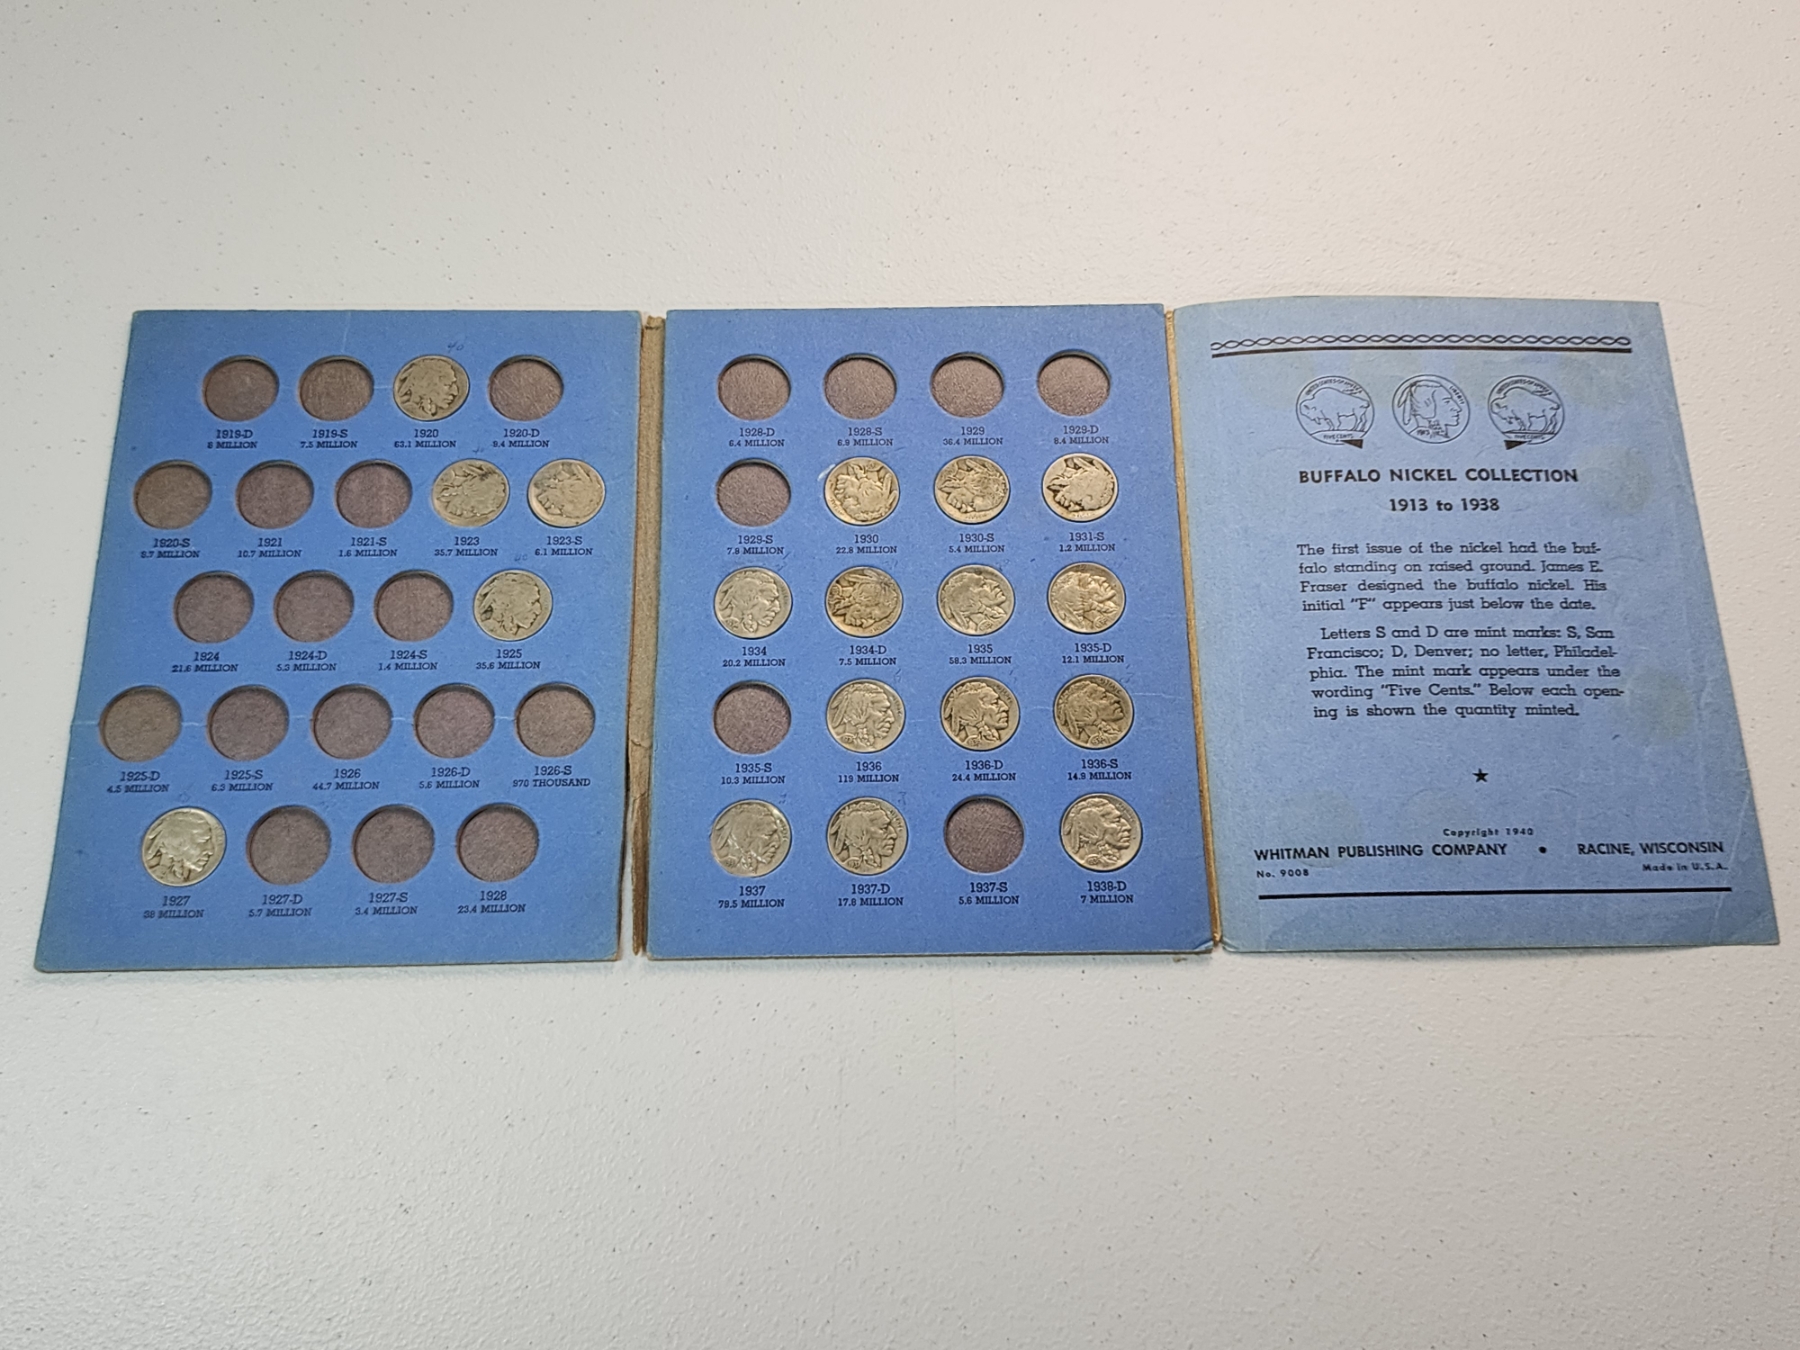 1919-D 1919-S 1920 1920-D
8 MILLION 7.5 MILLION 63.1 MILLION 9.4 MILLION
1920-S 1921 1921-S 1923 1923-S
9.7 MILLION 10.7 MILLION 1.6 MILLION 35.7 MILLION 6.1 MILLION
1924 1924-D 1924-S 1925
21.6 MILLION 5.3 MILLION 1.4 MILLION 35.6 MILLION
1925-D 1925-S 1926 1926-D 1926-S
4.5 MILLION 6.3 MILLION 44.7 MILLION 5.6 MILLION 970 THOUSAND
1927 1927-D 1927-S 1928
38 MILLION 5.7 MILLION 3.4 MILLION 23.4 MILLION
1928-D 1928-S 1929 1929-D
6.4 MILLION 6.9 MILLION 36.4 MILLION 8.4 MILLION
1929-S 1930 1930-S 1931-S
7.8 MILLION 22.8 MILLION 5.4 MILLION 1.2 MILLION
1934 1934-D 1935 1935-D
20.2 MILLION 7.5 MILLION 58.3 MILLION 12.1 MILLION
1935-S 1936 1936-D 1936-S
10.3 MILLION 119 MILLION 24.4 MILLION 14.9 MILLION
1937 1937-D 1937-S 1938-D
79.5 MILLION 17.8 MILLION 5.6 MILLION 7 MILLION
BUFFALO NICKEL COLLECTION
1913 to 1938
The first issue of the nickel had the buf-
falo standing on raised ground. James E.
Fraser designed the buffalo nickel. His
initial "F" appears just below the date.
Letters S and D are mint marks: S, San
Francisco; D, Denver; no letter, Philadel-
phia. The mint mark appears under the
wording "Five Cents." Below each open-
ing is shown the quantity minted.
Copyright 1940
WHITMAN PUBLISHING COMPANY • RACINE, WISCONSIN
No. 9008 Made in U.S.A.